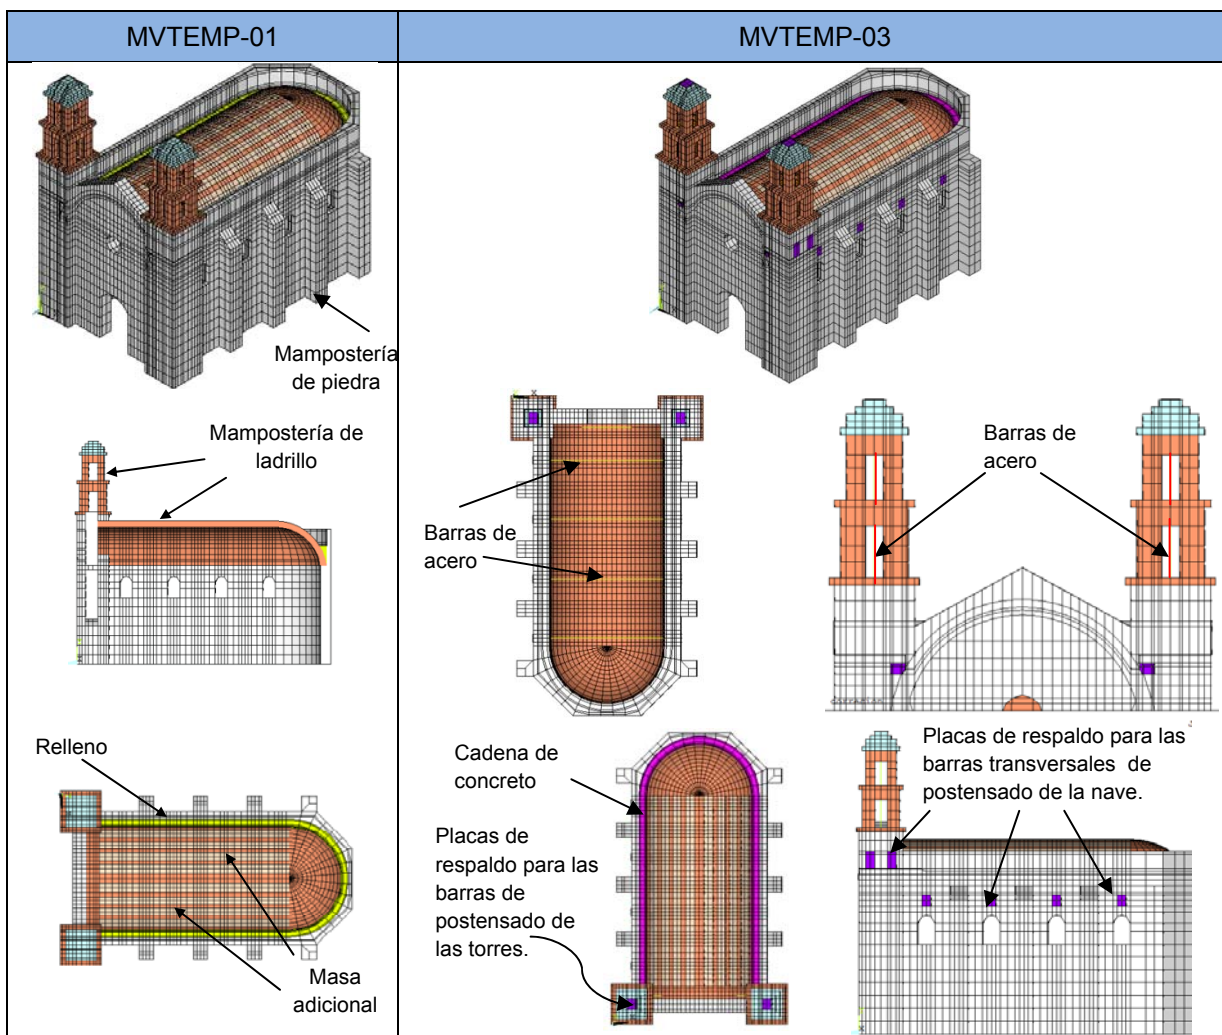 MVTEMP-01
MVTEMP-03
Mampostería
de piedra
Mampostería de
ladrillo
Barras de
acero
Barras de
acero
Relleno
Masa
adicional
Cadena de
concreto
Placas de
respaldo para las
barras de
postensado de
las torres.
Placas de respaldo para las
barras transversales de
postensado de la nave.